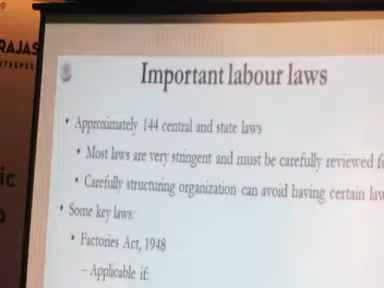 RAJAS
Important labour laws
• Approximately 144 central and state laws
• Most laws are very stringent and must be carefully reviewed f
• Carefully structuring organization can avoid having certain law
• Some key laws:
• Factories Act, 1948
– Applicable if:
ic